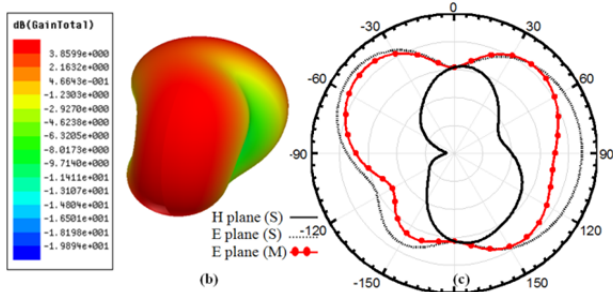 dB(GainTotal)
3.8599e+000
2.1632e+000
4.6643e-001
-1.2303e+000
-2.9270e+000
-4.6238e+000
-6.3205e+000
-8.0173e+000
-9.7140e+000
-1.1411e+001
-1.3107e+001
-1.4804e+001
-1.6501e+001
-1.8198e+001
-1.9894e+001
(b)
H plane (S)
E plane (S)
E plane (M)
0
-30
30
-60
60
-90
90
-120
120
-150
150
(c)